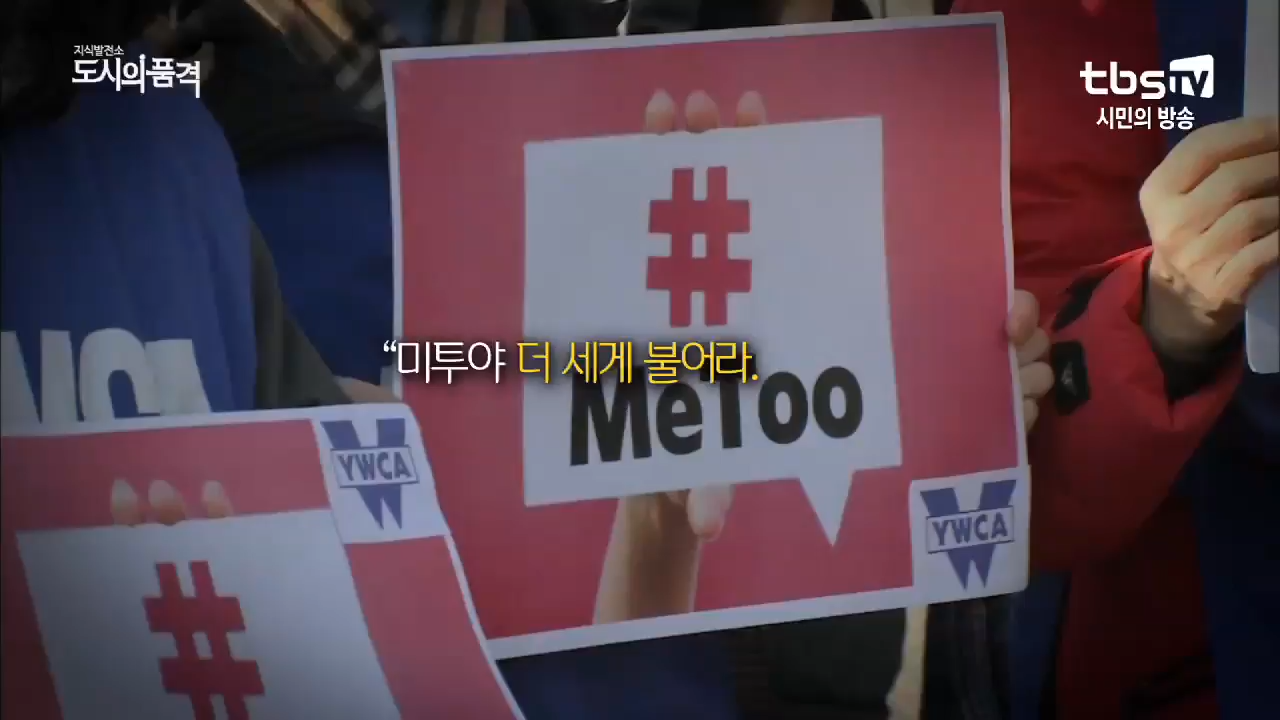 지식발전소
도시의 품격
tbs TV
시민의 방송
#
MeToo
“미투야 더 세게 불어라.
YWCA
YWCA
#